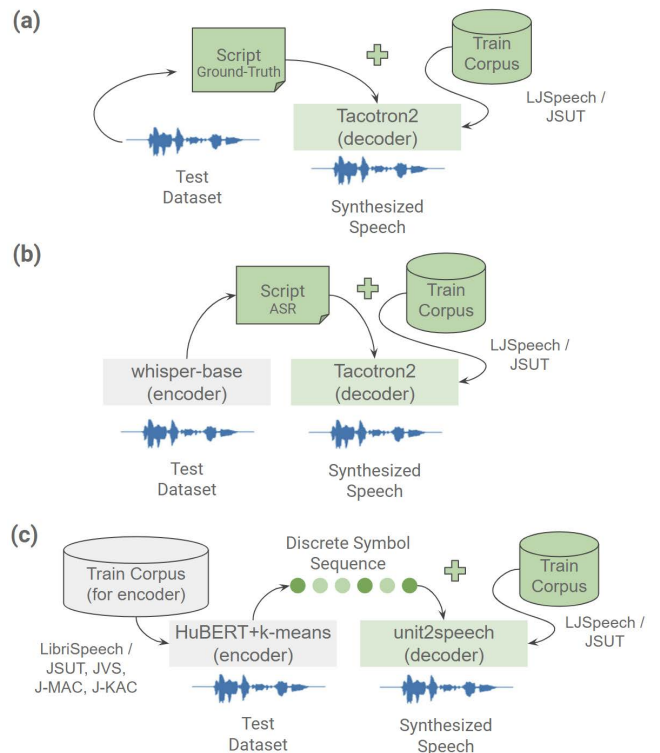 (a)
Script
Ground-Truth
Train
Corpus
LJSpeech /
JSUT
Tacotron2
(decoder)
Test
Dataset
Synthesized
Speech
(b)
Script
ASR
Train
Corpus
LJSpeech /
JSUT
whisper-base
(encoder)
Tacotron2
(decoder)
Test
Dataset
Synthesized
Speech
(c)
Train Corpus
(for encoder)
Discrete Symbol
Sequence
Train
Corpus
LibriSpeech /
JSUT, JVS,
J-MAC, J-KAC
HuBERT+k-means
(encoder)
unit2speech
(decoder)
LJSpeech /
JSUT
Test
Dataset
Synthesized
Speech